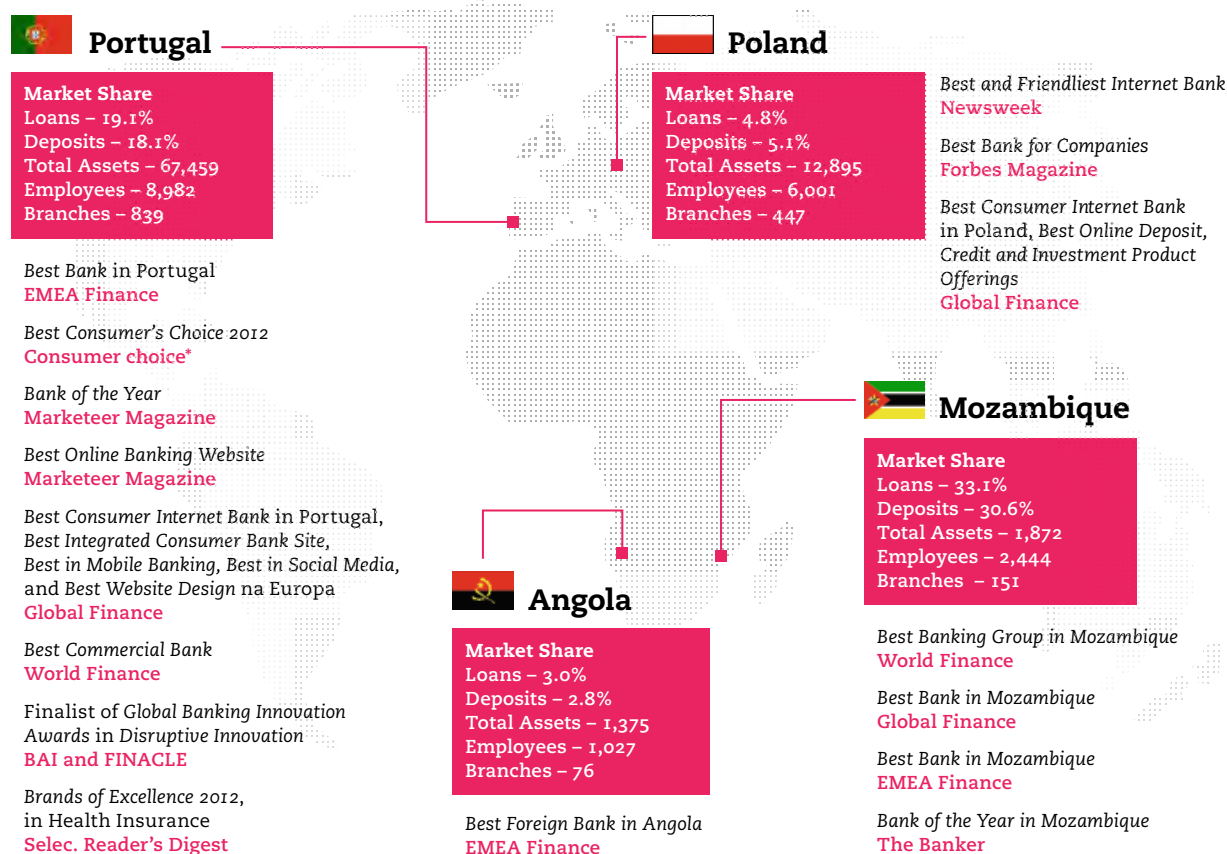 Portugal
Market Share
Loans – 19.1%
Deposits – 18.1%
Total Assets – 67,459
Employees – 8,982
Branches – 839
Best Bank in Portugal
EMEA Finance
Best Consumer’s Choice 2012
Consumer choice*
Bank of the Year
Marketeer Magazine
Best Online Banking Website
Marketeer Magazine
Best Consumer Internet Bank in Portugal,
Best Integrated Consumer Bank Site,
Best in Mobile Banking, Best in Social Media,
and Best Website Design na Europa
Global Finance
Best Commercial Bank
World Finance
Finalist of Global Banking Innovation
Awards in Disruptive Innovation
BAI and FINACLE
Brands of Excellence 2012,
in Health Insurance
Selec. Reader’s Digest
Poland
Market Share
Loans – 4.8%
Deposits – 5.1%
Total Assets – 12,895
Employees – 6,001
Branches – 447
Best and Friendliest Internet Bank
Newsweek
Best Bank for Companies
Forbes Magazine
Best Consumer Internet Bank
in Poland, Best Online Deposit,
Credit and Investment Product
Offerings
Global Finance
Angola
Market Share
Loans – 3.0%
Deposits – 2.8%
Total Assets – 1,375
Employees – 1,027
Branches – 76
Best Foreign Bank in Angola
EMEA Finance
Mozambique
Market Share
Loans – 33.1%
Deposits – 30.6%
Total Assets – 1,872
Employees – 2,444
Branches – 151
Best Banking Group in Mozambique
World Finance
Best Bank in Mozambique
Global Finance
Best Bank in Mozambique
EMEA Finance
Bank of the Year in Mozambique
The Banker